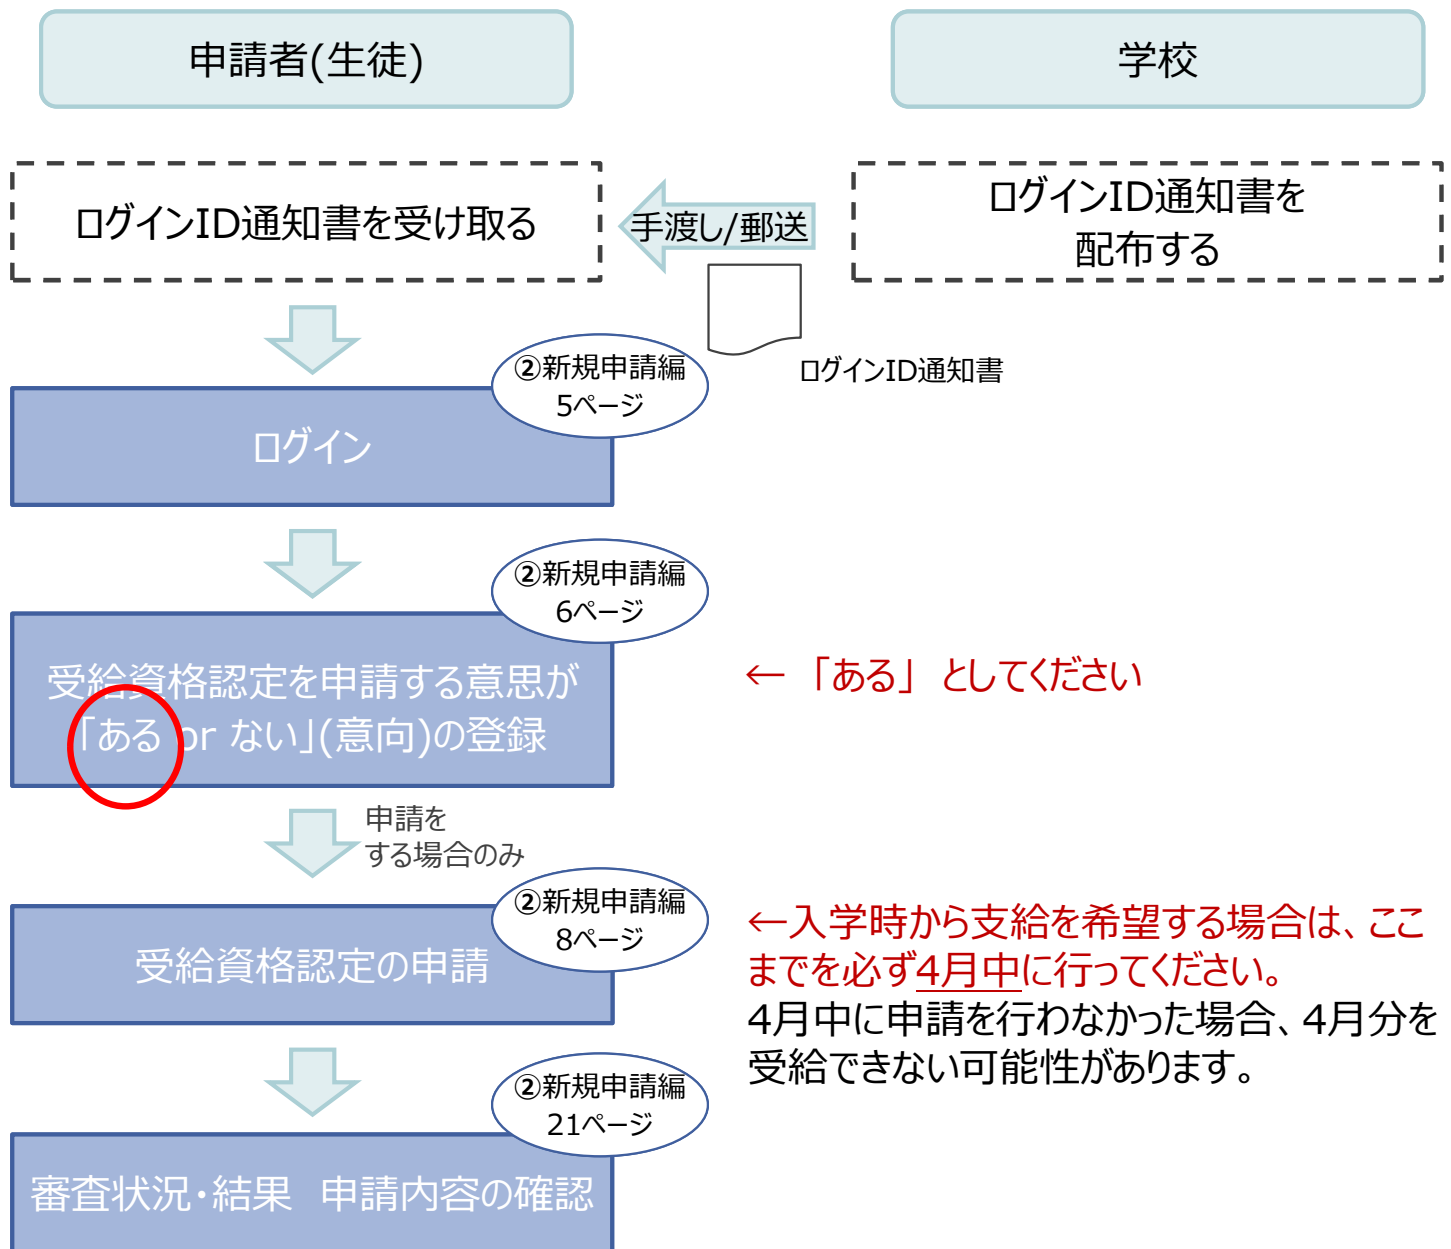 申請者(生徒)
学校
ログインID通知書を受け取る
手渡し/郵送
ログインID通知書を
配布する
ログインID通知書
②新規申請編
5ページ
ログイン
②新規申請編
6ページ
受給資格認定を申請する意思が
「ある or ない」(意向)の登録
← 「ある」 としてください
申請を
する場合のみ
②新規申請編
8ページ
受給資格認定の申請
←入学時から支給を希望する場合は、ここ
までを必ず4月中に行ってください。
4月中に申請を行わなかった場合、4月分を
受給できない可能性があります。
②新規申請編
21ページ
審査状況・結果　申請内容の確認